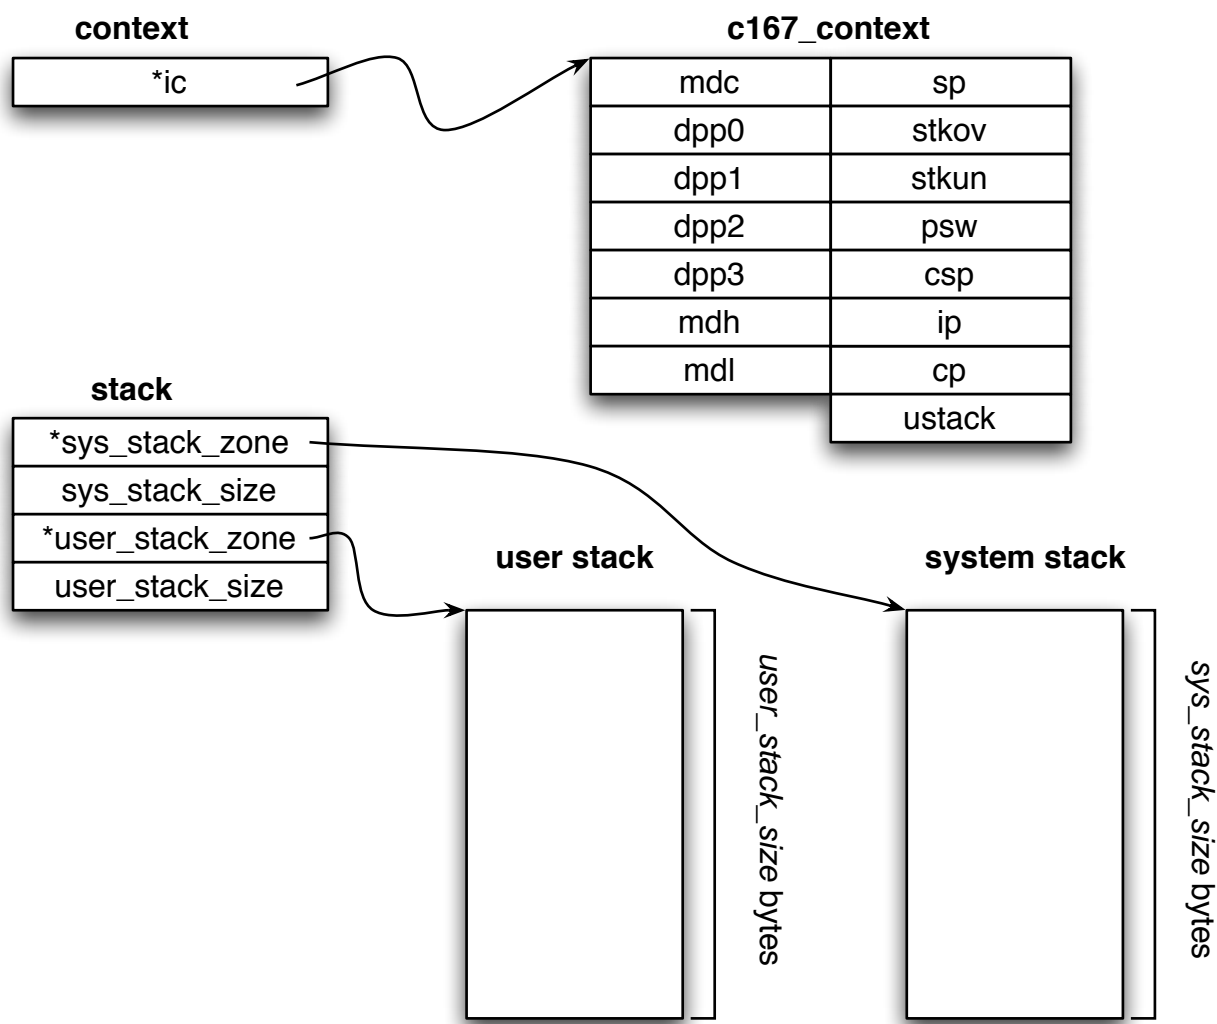 context
*ic
c167_context
mdc sp
dpp0 stkov
dpp1 stkun
dpp2 psw
dpp3 csp
mdh ip
mdl cp
ustack
stack
*sys_stack_zone
sys_stack_size
*user_stack_zone
user_stack_size
user stack
user_stack_size bytes
system stack
sys_stack_size bytes